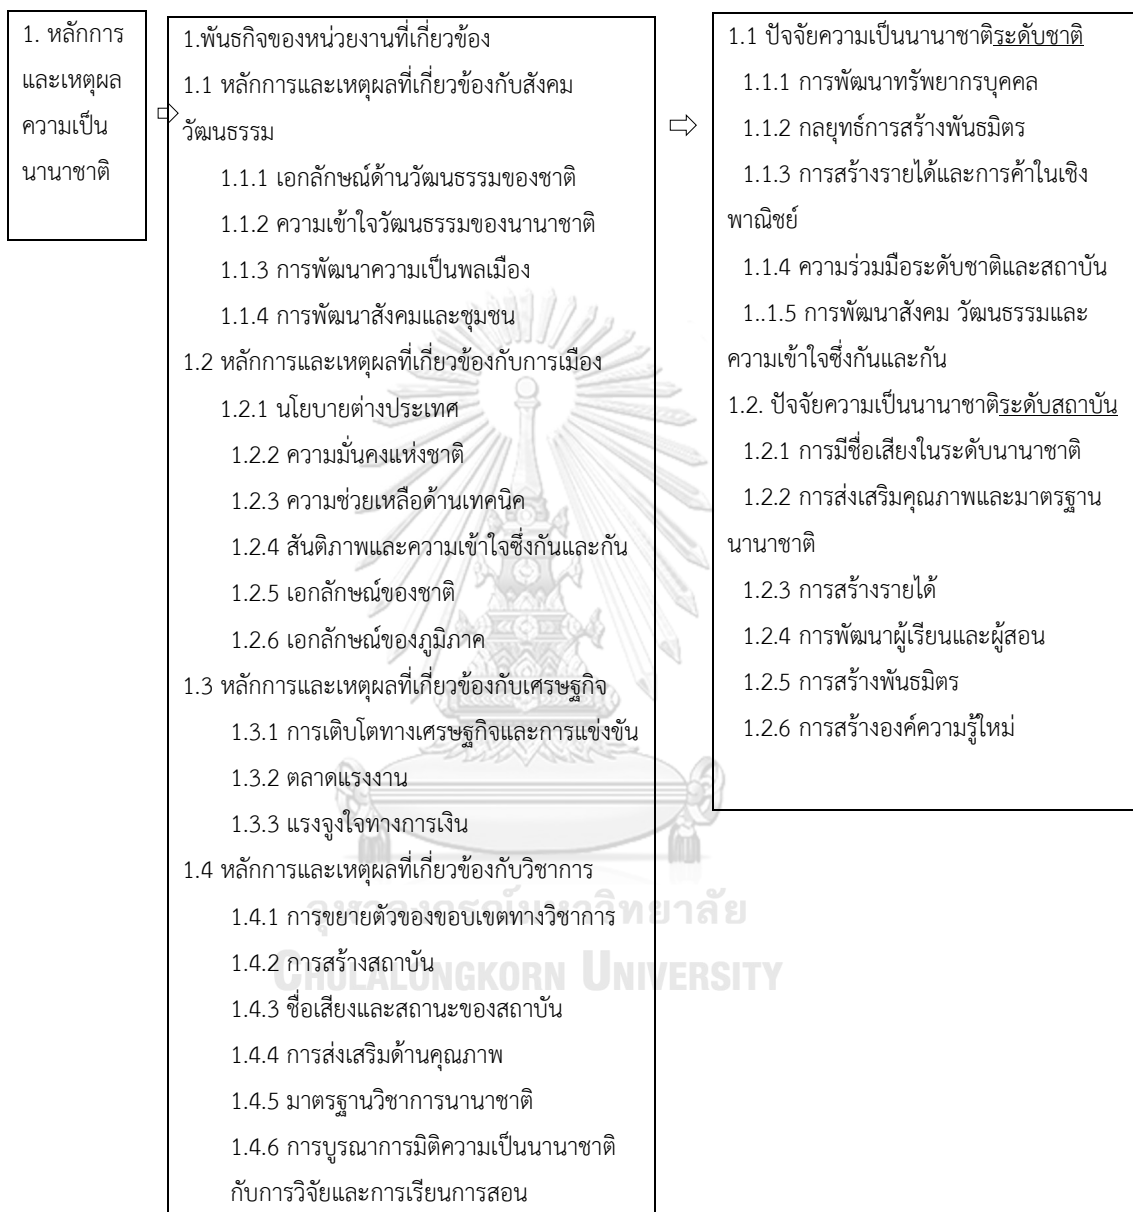 1. หลักการ
และเหตุผล
ความเป็น
นานาชาติ
1.พันธกิจของหน่วยงานที่เกี่ยวข้อง
1.1 หลักการและเหตุผลที่เกี่ยวข้องกับสังคม
วัฒนธรรม
1.1.1 เอกลักษณ์ด้านวัฒนธรรมของชาติ
1.1.2 ความเข้าใจวัฒนธรรมของนานาชาติ
1.1.3 การพัฒนาความเป็นพลเมือง
1.1.4 การพัฒนาสังคมและชุมชน
1.2 หลักการและเหตุผลที่เกี่ยวข้องกับการเมือง
1.2.1 นโยบายต่างประเทศ
1.2.2 ความมั่นคงแห่งชาติ
1.2.3 ความช่วยเหลือด้านเทคนิค
1.2.4 สันติภาพและความเข้าใจซึ่งกันและกัน
1.2.5 เอกลักษณ์ของชาติ
1.2.6 เอกลักษณ์ของภูมิภาค
1.3 หลักการและเหตุผลที่เกี่ยวข้องกับเศรษฐกิจ
1.3.1 การเติบโตทางเศรษฐกิจและการแข่งขัน
1.3.2 ตลาดแรงงาน
1.3.3 แรงจูงใจทางการเงิน
1.4 หลักการและเหตุผลที่เกี่ยวข้องกับวิชาการ
1.4.1 การขยายตัวของขอบเขตทางวิชาการ
1.4.2 การสร้างสถาบัน
1.4.3 ชื่อเสียงและสถานะของสถาบัน
1.4.4 การส่งเสริมด้านคุณภาพ
1.4.5 มาตรฐานวิชาการนานาชาติ
1.4.6 การบูรณาการมิติความเป็นนานาชาติ
กับการวิจัยและการเรียนการสอน
1.1 ปัจจัยความเป็นนานาชาติระดับชาติ
1.1.1 การพัฒนาทรัพยากรบุคคล
1.1.2 กลยุทธ์การสร้างพันธมิตร
1.1.3 การสร้างรายได้และการค้าในเชิง
พาณิชย์
1.1.4 ความร่วมมือระดับชาติและสถาบัน
1..1.5 การพัฒนาสังคม วัฒนธรรมและ
ความเข้าใจซึ่งกันและกัน
1.2. ปัจจัยความเป็นนานาชาติระดับสถาบัน
1.2.1 การมีชื่อเสียงในระดับนานาชาติ
1.2.2 การส่งเสริมคุณภาพและมาตรฐาน
นานาชาติ
1.2.3 การสร้างรายได้
1.2.4 การพัฒนาผู้เรียนและผู้สอน
1.2.5 การสร้างพันธมิตร
1.2.6 การสร้างองค์ความรู้ใหม่
จุฬาลงกรณ์มหาวิทยาลัย
CHULALONGKORN UNIVERSITY